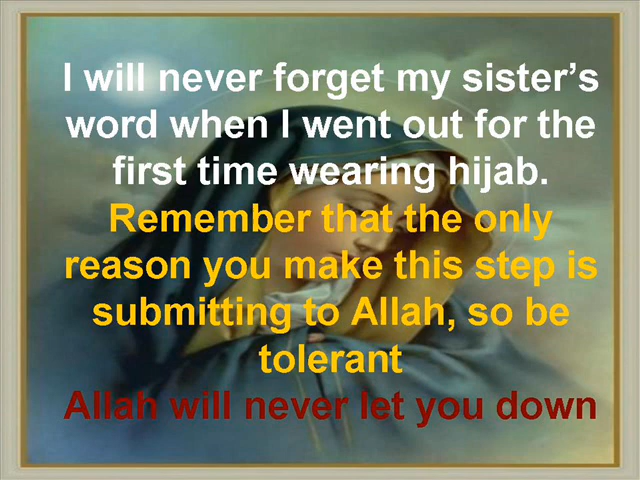 I will never forget my sister’s
word when I went out for the
first time wearing hijab.
Remember that the only
reason you make this step is
submitting to Allah, so be
tolerant
Allah will never let you down